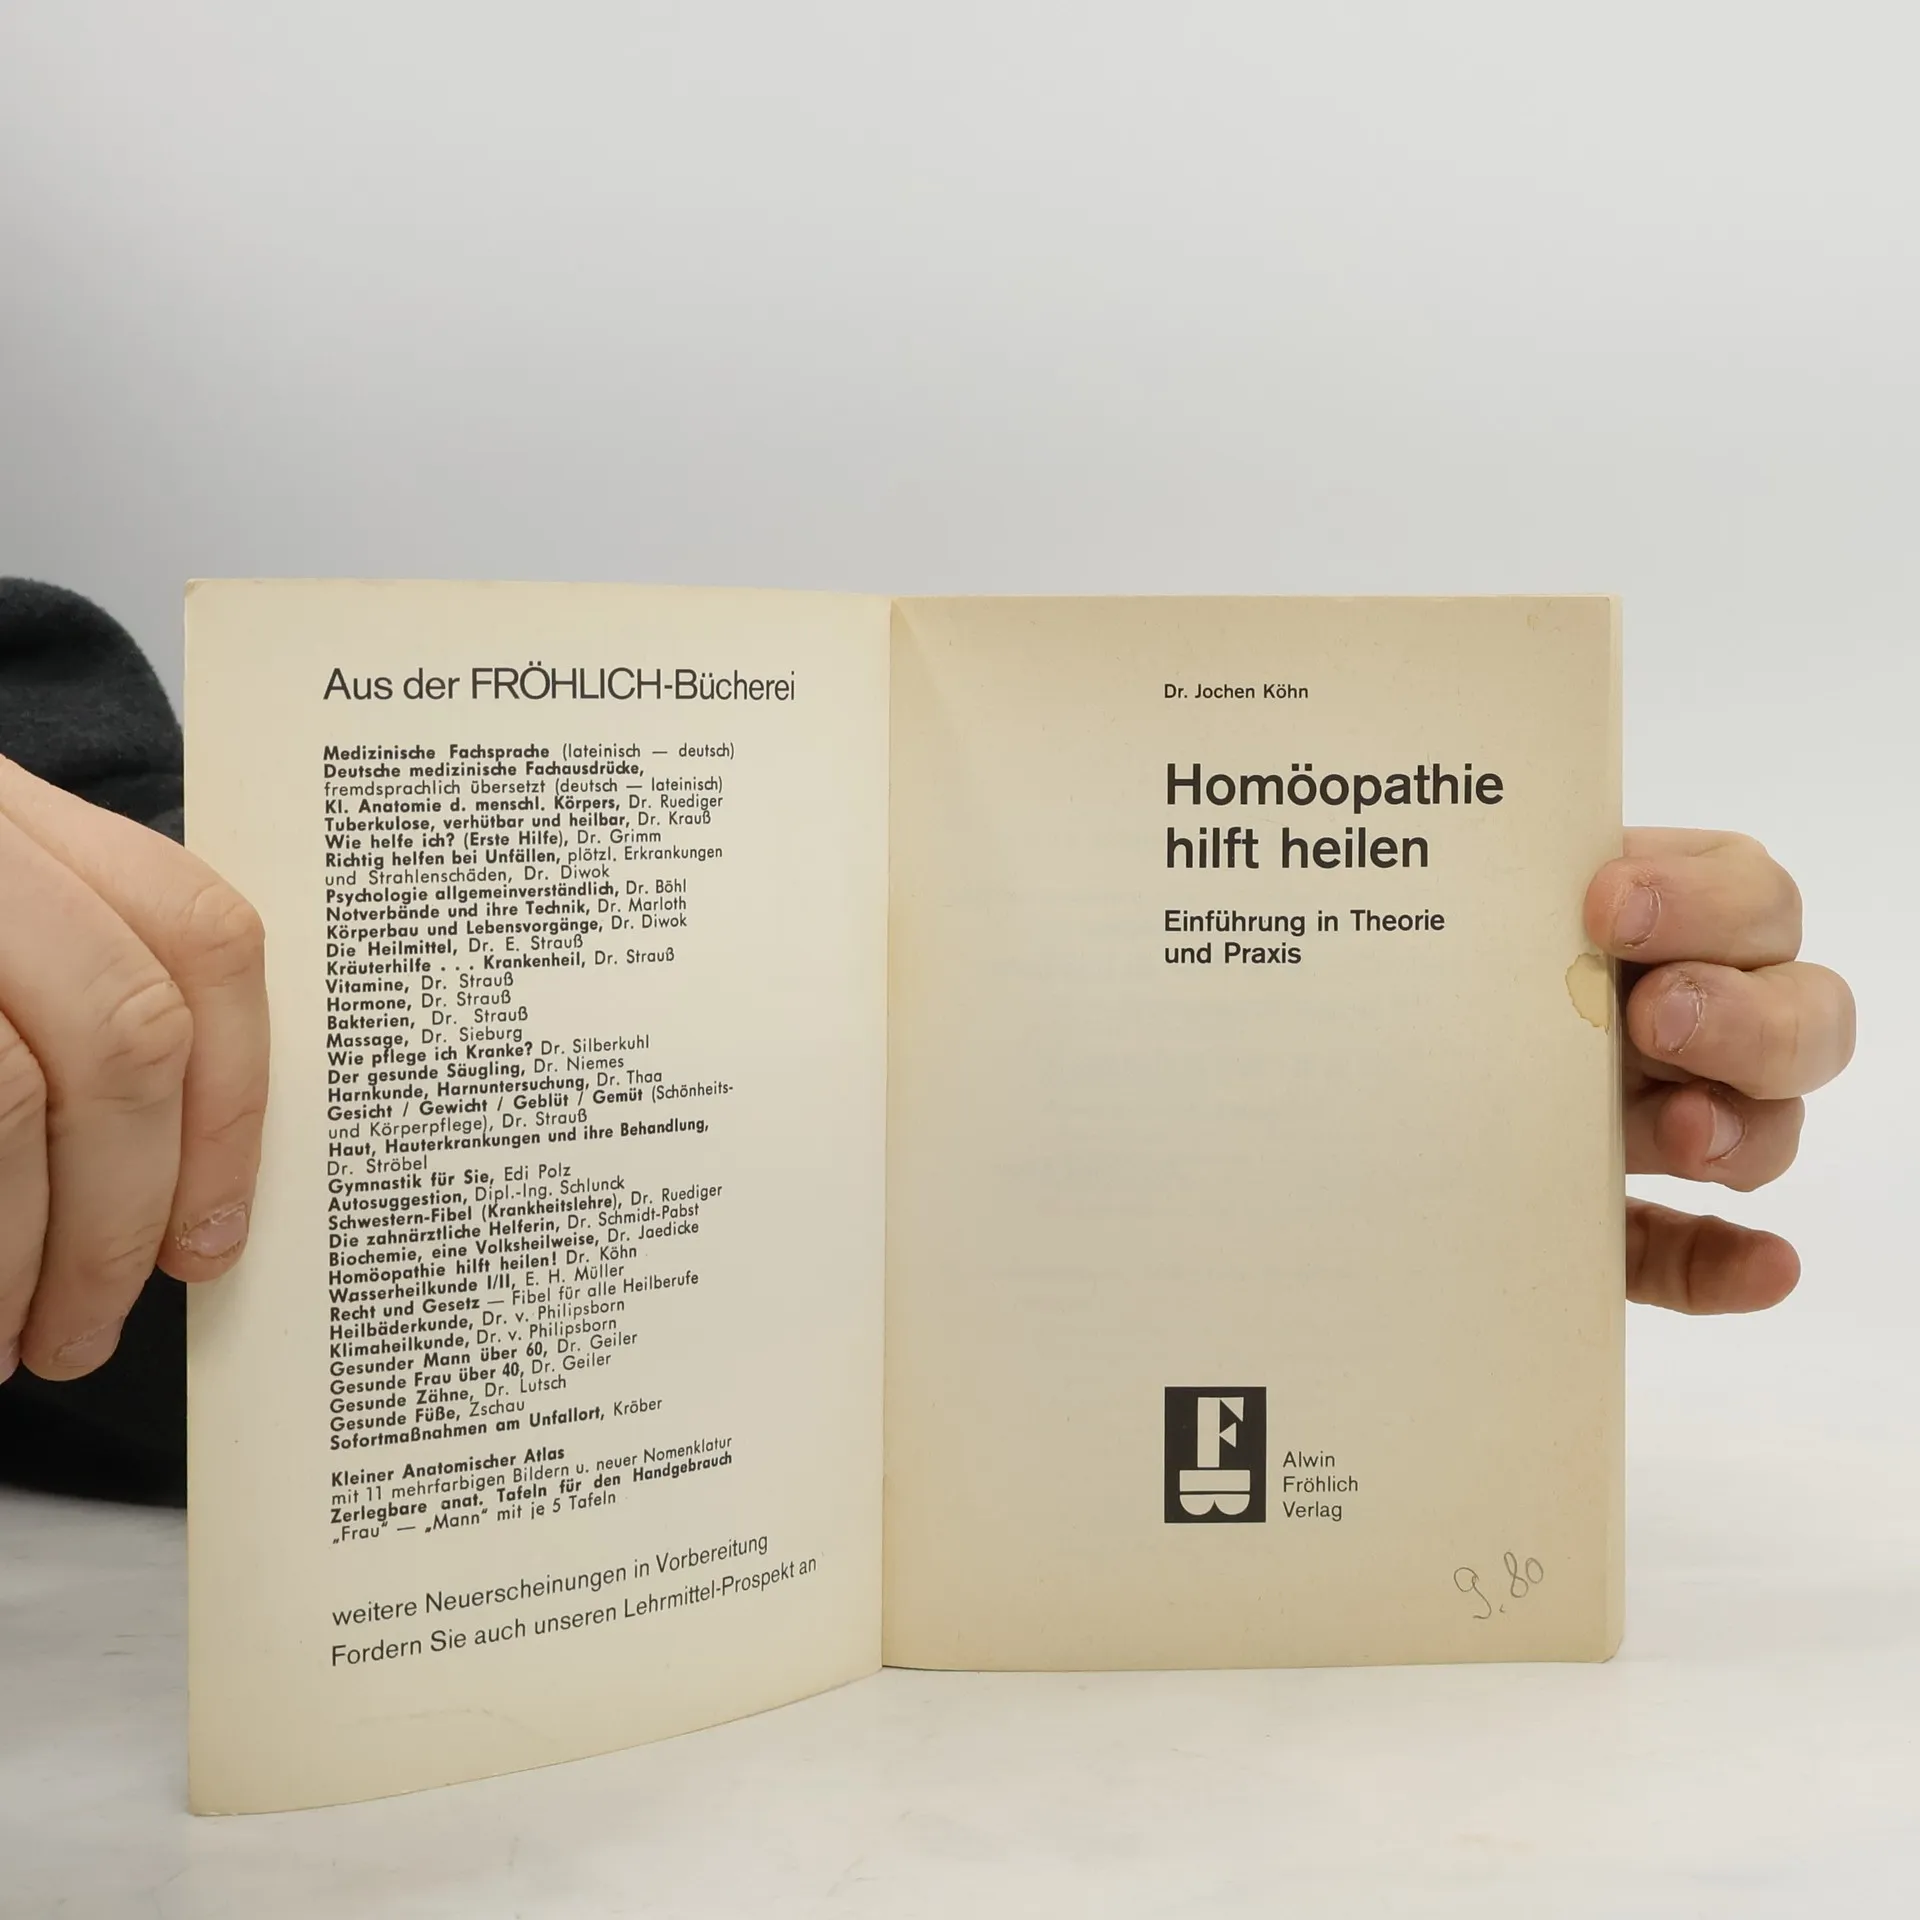 Aus der FRÖHLICH-Bücherei
Medizinische Fachsprache (lateinisch — deutsch)
Deutsche medizinische Fachausdrücke,
fremdsprachlich übersetzt (deutsch — lateinisch)
Kl. Anatomie d. menschl. Körpers, Dr. Ruediger
Tuberkulose, verhütbar und heilbar, Dr. Krauß
Wie helfe ich? (Erste Hilfe), Dr. Grimm
Richtig helfen bei Unfällen, plötzl. Erkrankungen
und Strahlenschäden, Dr. Diwok
Psychologie allgemeinverständlich, Dr. Böhl
Notverbände und ihre Technik, Dr. Marloth
Körperbau und Lebensvorgänge, Dr. Diwok
Die Heilmittel, Dr. E. Strauß
Kräuterhilfe . . . Krankenheil, Dr. Strauß
Vitamine, Dr. Strauß
Hormone, Dr. Strauß
Bakterien, Dr. Strauß
Massage, Dr. Sieburg
Wie pflege ich Kranke? Dr. Silberkuhl
Der gesunde Säugling, Dr. Niemes
Harnkunde, Harnuntersuchung, Dr. Thaa
Gesicht / Gewicht / Geblüt / Gemüt (Schönheits-
und Körperpflege), Dr. Strauß
Haut, Hauterkrankungen und ihre Behandlung,
Dr. Ströbel
Gymnastik für Sie, Edi Polz
Autosuggestion, Dipl.-Ing. Schlunck
Schwestern-Fibel (Krankheitslehre), Dr. Ruediger
Die zahnärztliche Helferin, Dr. Schmidt-Pabst
Biochemie, eine Volksheilweise, Dr. Jaedicke
Homöopathie hilft heilen! Dr. Köhn
Wasserheilkunde I/II, E. H. Müller
Recht und Gesetz — Fibel für alle Heilberufe
Heilbäderkunde, Dr. v. Philipsborn
Klimaheilkunde, Dr. v. Philipsborn
Gesunder Mann über 60, Dr. Geiler
Gesunde Frau über 40, Dr. Geiler
Gesunde Zähne, Dr. Lutsch
Gesunde Füße, Zschau
Sofortmaßnahmen am Unfallort, Kröber
Kleiner Anatomischer Atlas
mit 11 mehrfarbigen Bildern u. neuer Nomenklatur
Zerlegbare anat. Tafeln für den Handgebrauch
„Frau“ — „Mann“ mit je 5 Tafeln
weitere Neuerscheinungen in Vorbereitung
Fordern Sie auch unseren Lehrmittel-Prospekt an
Dr. Jochen Köhn
Homöopathie
hilft heilen
Einführung in Theorie
und Praxis
Alwin
Fröhlich
Verlag
9.80